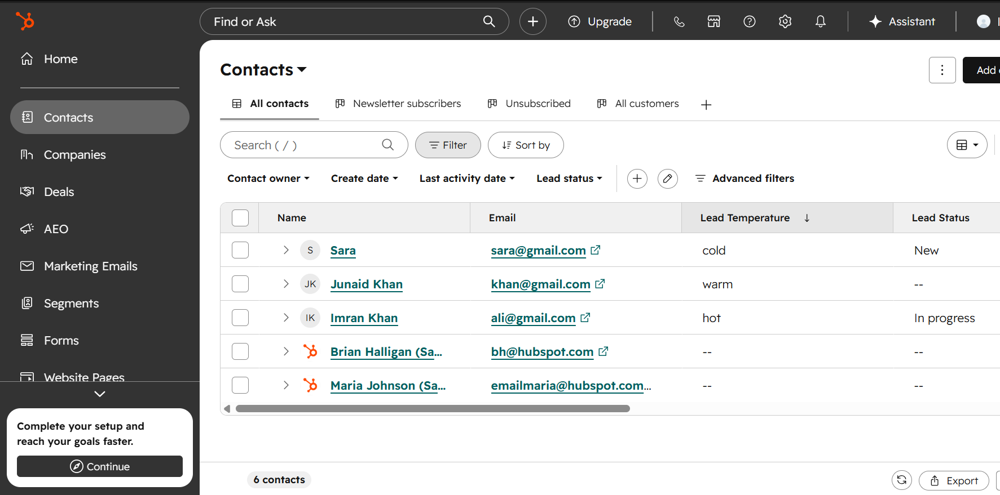 Find or Ask
Upgrade
Assistant
Home
Contacts
Companies
Deals
AEO
Marketing Emails
Segments
Forms
Website Pages
Complete your setup and
reach your goals faster.
Continue
Contacts
Add
All contacts
Newsletter subscribers
Unsubscribed
All customers
Search ( / )
Filter
Sort by
Contact owner
Create date
Last activity date
Lead status
Advanced filters
Name Email Lead Temperature Lead Status
S Sara sara@gmail.com cold New
JK Junaid Khan khan@gmail.com warm --
IK Imran Khan ali@gmail.com hot In progress
Brian Halligan (Sa... bh@hubspot.com -- --
Maria Johnson (Sa... emailmaria@hubspot.com... -- --
6 contacts
Export